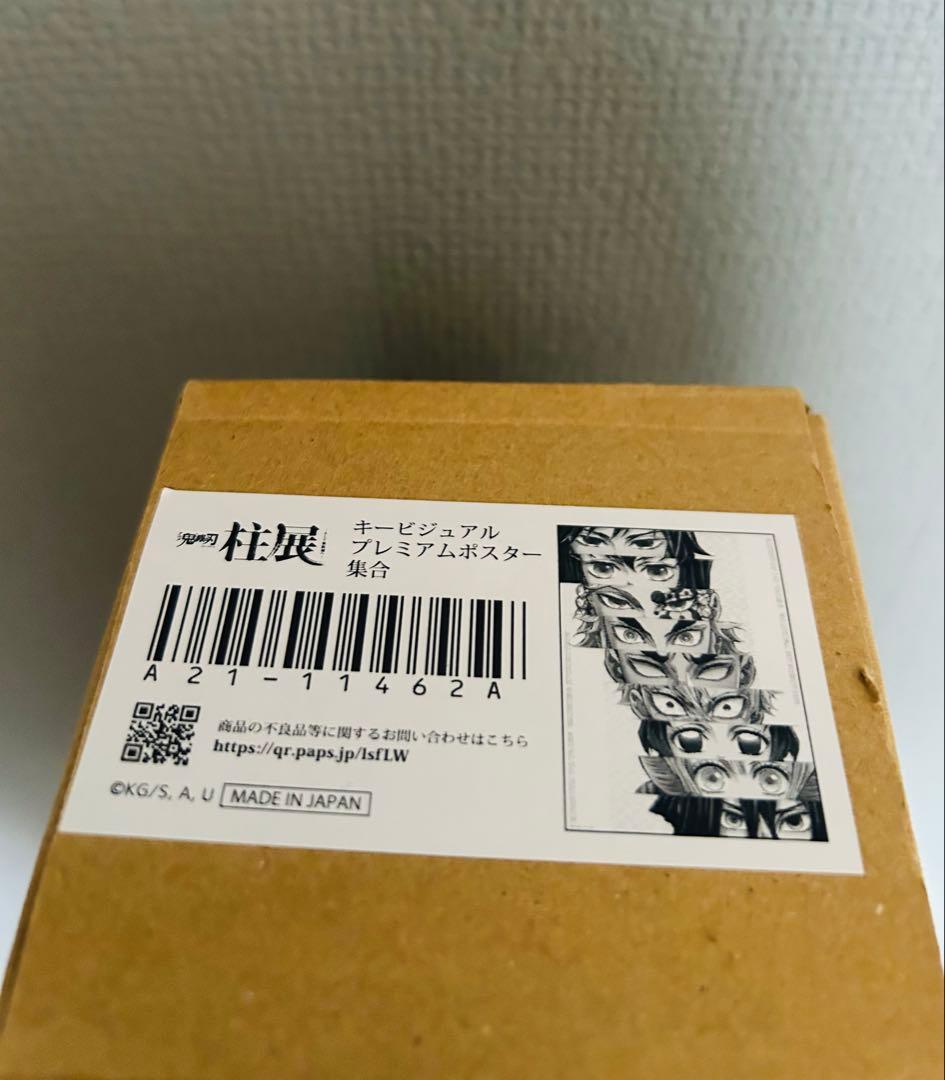 鬼滅の刃
柱展
キービジュアル
プレミアムポスター
集合
A21-11462A
商品の不良品等に関するお問い合わせはこちら
https://qr.paps.jp/lsfLW
©KG/S, A, U
MADE IN JAPAN